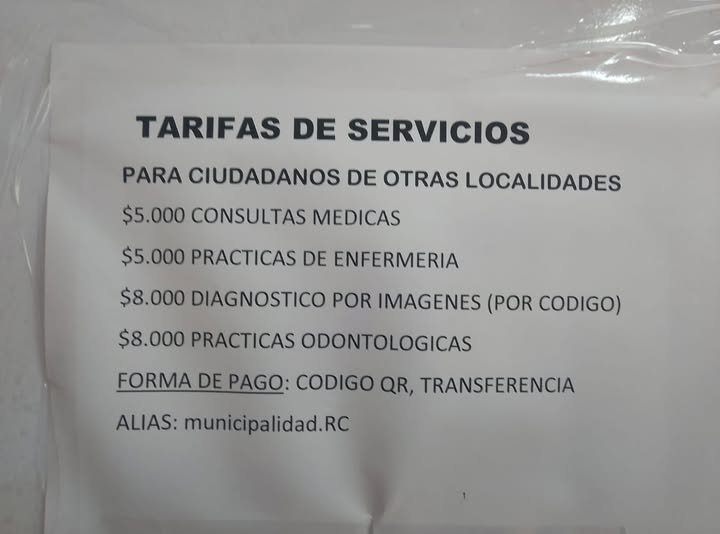 TARIFAS DE SERVICIOS
PARA CIUDADANOS DE OTRAS LOCALIDADES
$5.000 CONSULTAS MEDICAS
$5.000 PRACTICAS DE ENFERMERIA
$8.000 DIAGNOSTICO POR IMAGENES (POR CODIGO)
$8.000 PRACTICAS ODONTOLOGICAS
FORMA DE PAGO: CODIGO QR, TRANSFERENCIA
ALIAS: municipalidad.RC